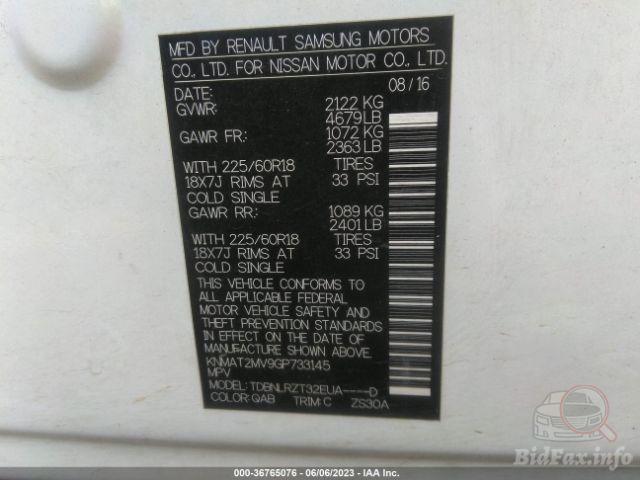 MFD BY RENAULT SAMSUNG MOTORS
CO., LTD. FOR NISSAN MOTOR CO., LTD.
DATE: 08/16
GVWR: 2122 KG
4679 LB
GAWR FR: 1072 KG
2363 LB
WITH 225/60R18 TIRES
18X7J RIMS AT 33 PSI
COLD SINGLE
GAWR RR: 1089 KG
2401 LB
WITH 225/60R18 TIRES
18X7J RIMS AT 33 PSI
COLD SINGLE
THIS VEHICLE CONFORMS TO
ALL APPLICABLE FEDERAL
MOTOR VEHICLE SAFETY AND
THEFT PREVENTION STANDARDS
IN EFFECT ON THE DATE OF
MANUFACTURE SHOWN ABOVE.
KNMAT2MV9GP733145
MPV
MODEL: TDBNLRZT32EUA----D
COLOR: QAB TRIM: C ZS30A
000-36765076 - 06/06/2023 - IAA Inc.
BidFax.info